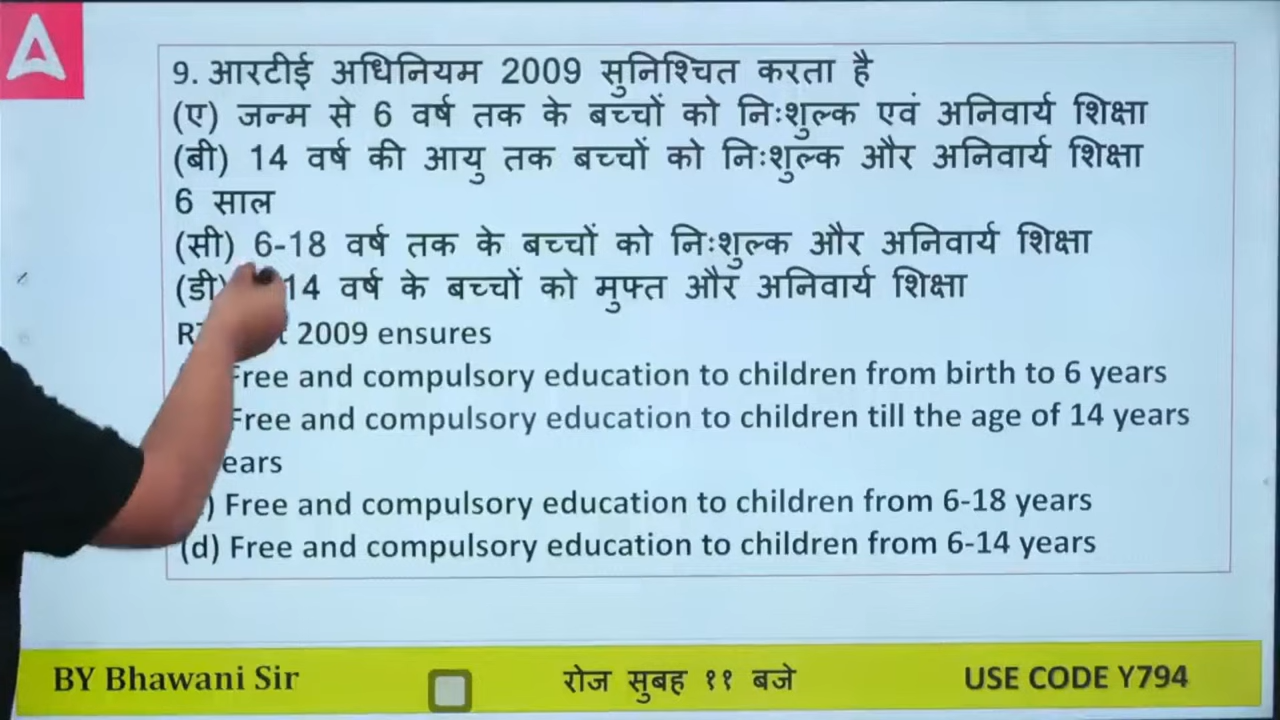 9. आरटीई अधिनियम 2009 सुनिश्चित करता है
(ए) जन्म से 6 वर्ष तक के बच्चों को निःशुल्क एवं अनिवार्य शिक्षा
(बी) 14 वर्ष की आयु तक बच्चों को निःशुल्क और अनिवार्य शिक्षा
6 साल
(सी) 6-18 वर्ष तक के बच्चों को निःशुल्क और अनिवार्य शिक्षा
(डी) 14 वर्ष के बच्चों को मुफ्त और अनिवार्य शिक्षा
2009 ensures
Free and compulsory education to children from birth to 6 years
Free and compulsory education to children till the age of 14 years
ears
) Free and compulsory education to children from 6-18 years
(d) Free and compulsory education to children from 6-14 years
BY Bhawani Sir
रोज सुबह ११ बजे
USE CODE Y794